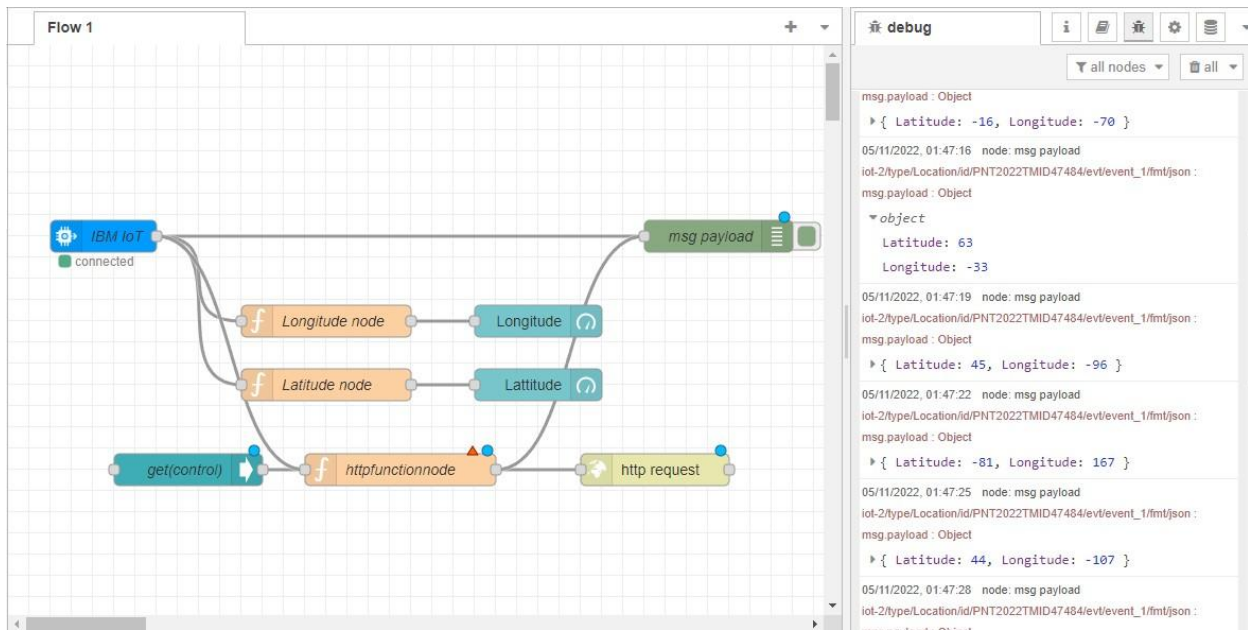 Flow 1
IBM IoT
connected
msg payload
Longitude node
Longitude
Latitude node
Lattitude
get(control)
httpfunctionnode
http request
debug
i
all nodes
all
msg.payload : Object
{ Latitude: -16, Longitude: -70 }
05/11/2022, 01:47:16 node: msg payload
iot-2/type/Location/id/PNT2022TMID47484/evt/event_1/fmt/json :
msg.payload : Object
object
Latitude: 63
Longitude: -33
05/11/2022, 01:47:19 node: msg payload
iot-2/type/Location/id/PNT2022TMID47484/evt/event_1/fmt/json :
msg.payload : Object
{ Latitude: 45, Longitude: -96 }
05/11/2022, 01:47:22 node: msg payload
iot-2/type/Location/id/PNT2022TMID47484/evt/event_1/fmt/json :
msg.payload : Object
{ Latitude: -81, Longitude: 167 }
05/11/2022, 01:47:25 node: msg payload
iot-2/type/Location/id/PNT2022TMID47484/evt/event_1/fmt/json :
msg.payload : Object
{ Latitude: 44, Longitude: -107 }
05/11/2022, 01:47:28 node: msg payload
iot-2/type/Location/id/PNT2022TMID47484/evt/event_1/fmt/json :